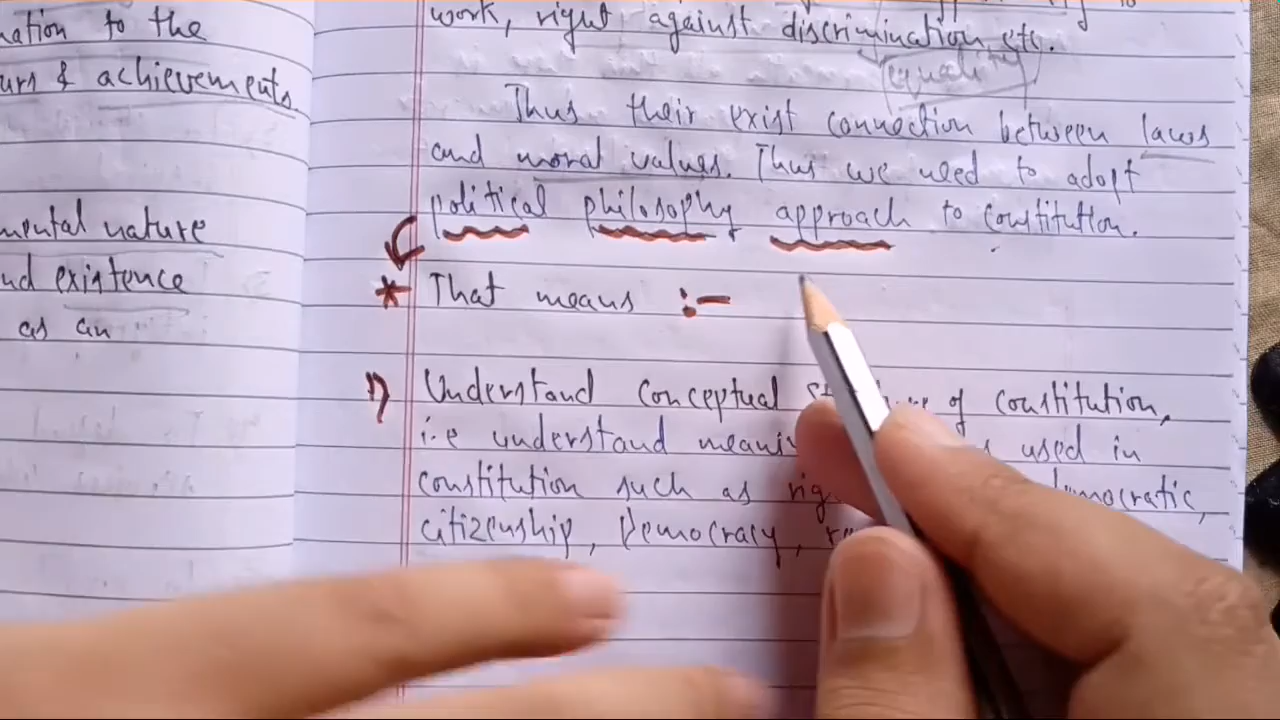 nation to the
urs & achievements.
mental nature
nd existence
as an
work, right against discrimination, etc.
equality
Thus their exist connection between laws
and moral values. Thus we need to adopt
political philosophy approach to constitution.
* That means :-
1) Understand conceptual of constitution,
i.e understand used in
constitution such as
citizenship, Democracy,